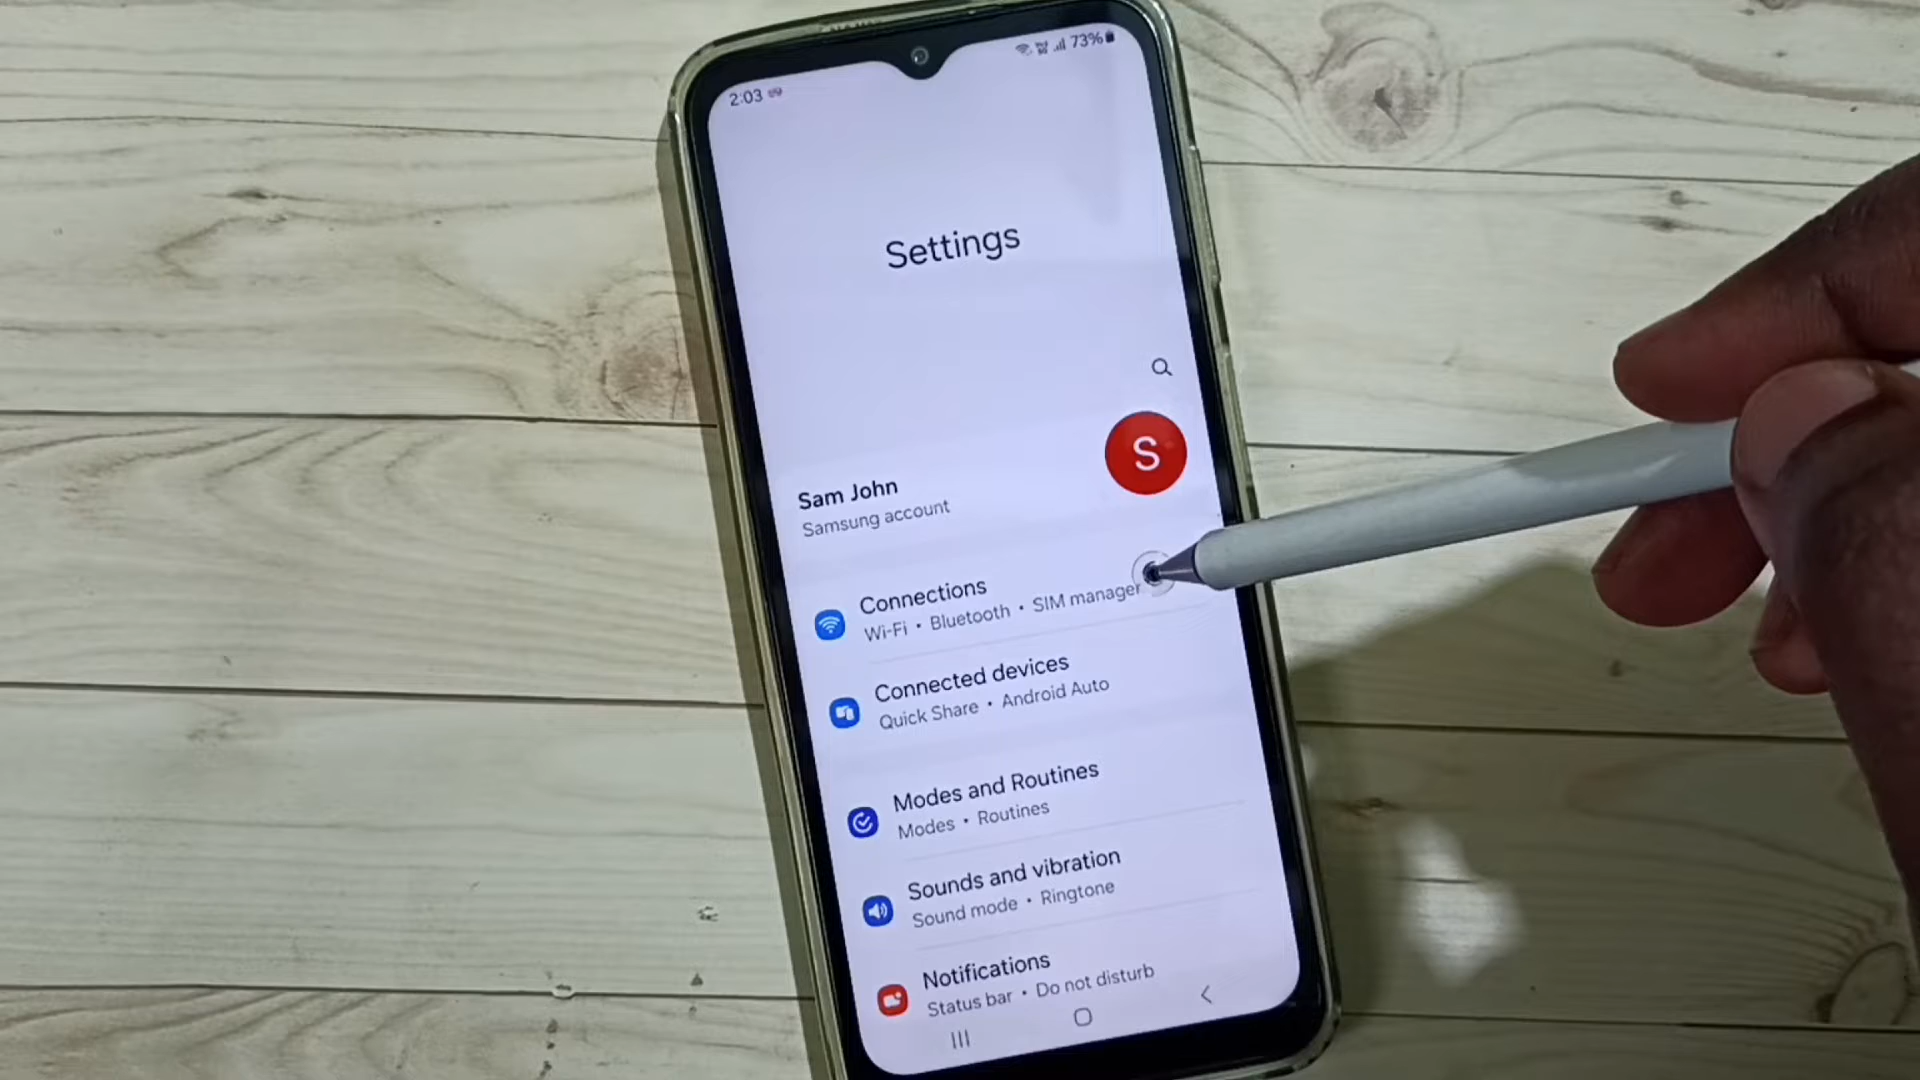 2:03
73%
Settings
S
Sam John
Samsung account
Connections
Wi-Fi • Bluetooth • SIM manager
Connected devices
Quick Share • Android Auto
Modes and Routines
Modes • Routines
Sounds and vibration
Sound mode • Ringtone
Notifications
Status bar • Do not disturb